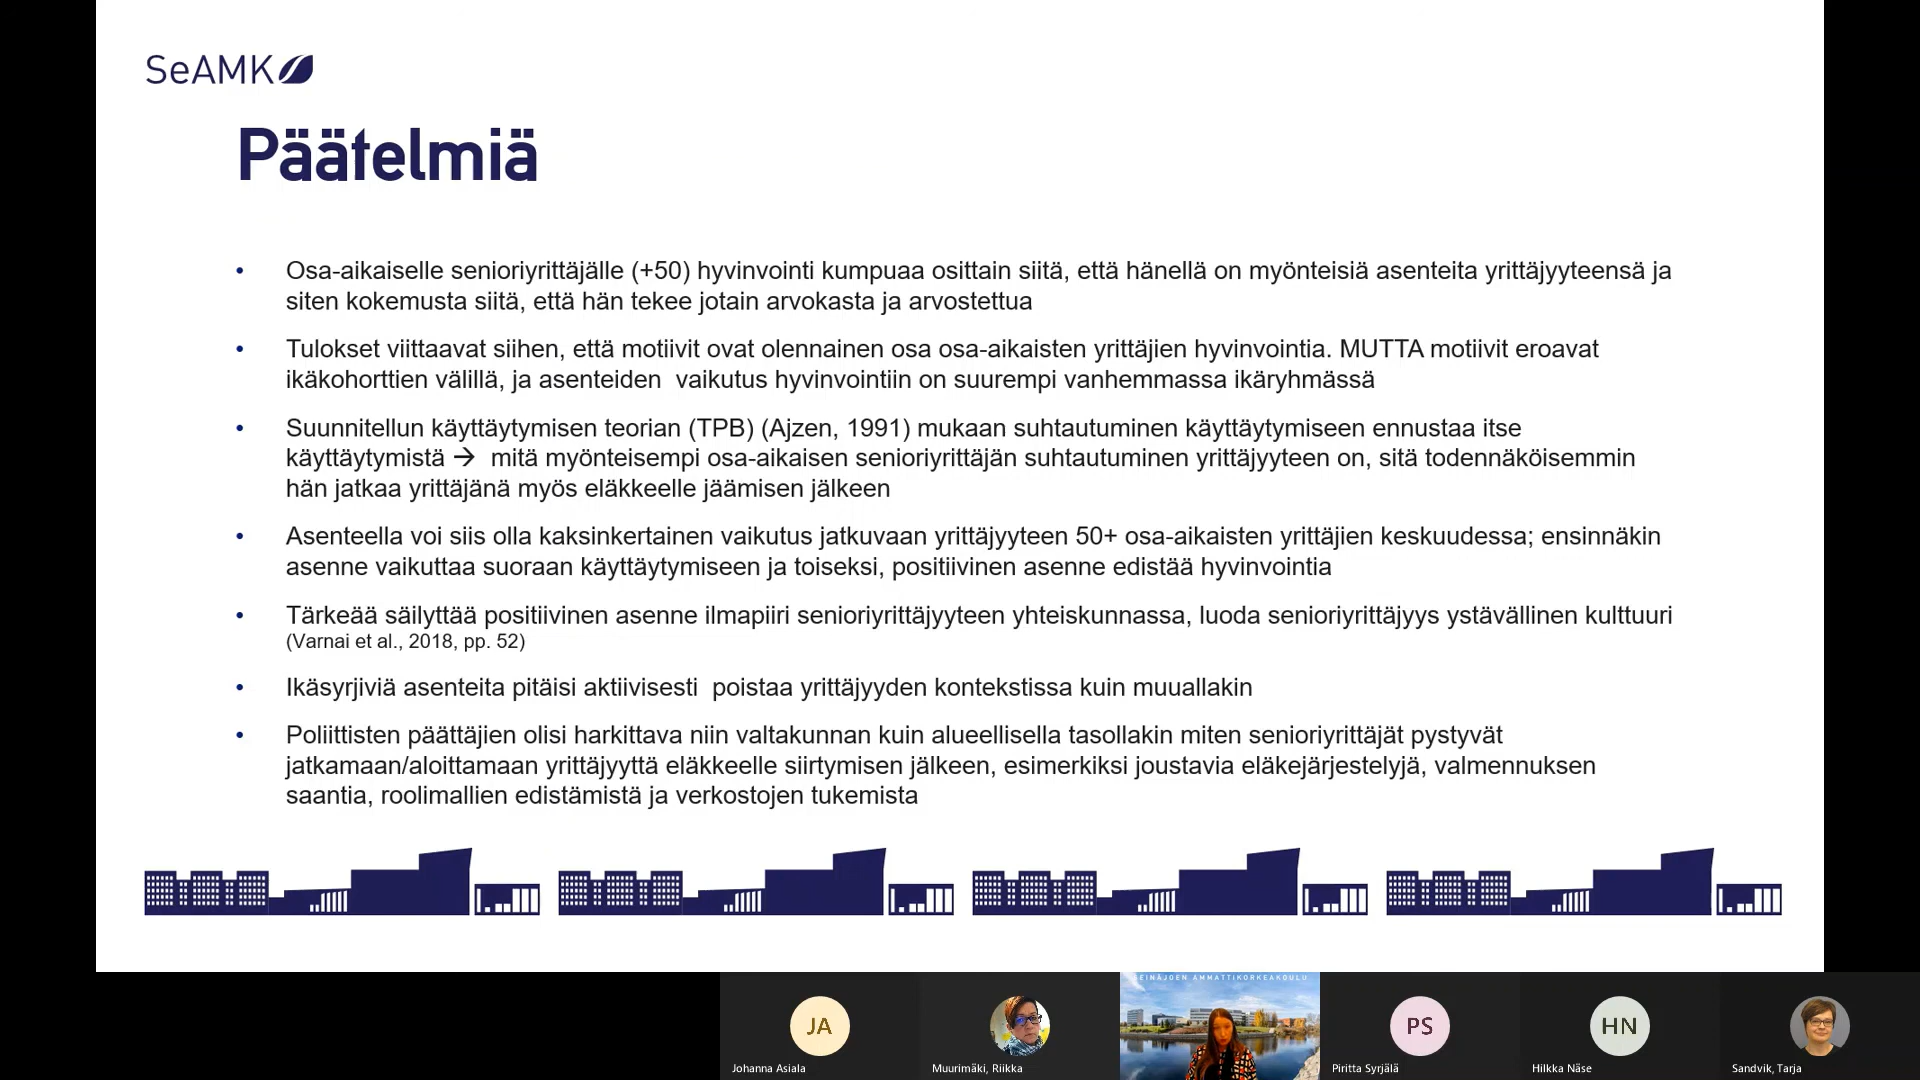 SeAMK
Päätelmiä
• Osa-aikaiselle senioriyrittäjälle (+50) hyvinvointi kumpuaa osittain siitä, että hänellä on myönteisiä asenteita yrittäjyyteensä ja
siten kokemusta siitä, että hän tekee jotain arvokasta ja arvostettua
• Tulokset viittaavat siihen, että motiivit ovat olennainen osa osa-aikaisten yrittäjien hyvinvointia. MUTTA motiivit eroavat
ikäkohorttien välillä, ja asenteiden  vaikutus hyvinvointiin on suurempi vanhemmassa ikäryhmässä
• Suunnitellun käyttäytymisen teorian (TPB) (Ajzen, 1991) mukaan suhtautuminen käyttäytymiseen ennustaa itse
käyttäytymistä →  mitä myönteisempi osa-aikaisen senioriyrittäjän suhtautuminen yrittäjyyteen on, sitä todennäköisemmin
hän jatkaa yrittäjänä myös eläkkeelle jäämisen jälkeen
• Asenteella voi siis olla kaksinkertainen vaikutus jatkuvaan yrittäjyyteen 50+ osa-aikaisten yrittäjien keskuudessa; ensinnäkin
asenne vaikuttaa suoraan käyttäytymiseen ja toiseksi, positiivinen asenne edistää hyvinvointia
• Tärkeää säilyttää positiivinen asenne ilmapiiri senioriyrittäjyyteen yhteiskunnassa, luoda senioriyrittäjyys ystävällinen kulttuuri
(Varnai et al., 2018, pp. 52)
• Ikäsyrjiviä asenteita pitäisi aktiivisesti  poistaa yrittäjyyden kontekstissa kuin muuallakin
• Poliittisten päättäjien olisi harkittava niin valtakunnan kuin alueellisella tasollakin miten senioriyrittäjät pystyvät
jatkamaan/aloittamaan yrittäjyyttä eläkkeelle siirtymisen jälkeen, esimerkiksi joustavia eläkejärjestelyjä, valmennuksen
saantia, roolimallien edistämistä ja verkostojen tukemista
EINÄJOEN AMMATTIKORKEAKOULU
JA
PS
HN
Johanna Asiala
Muurimäki, Riikka
Piritta Syrjälä
Hilkka Näse
Sandvik, Tarja